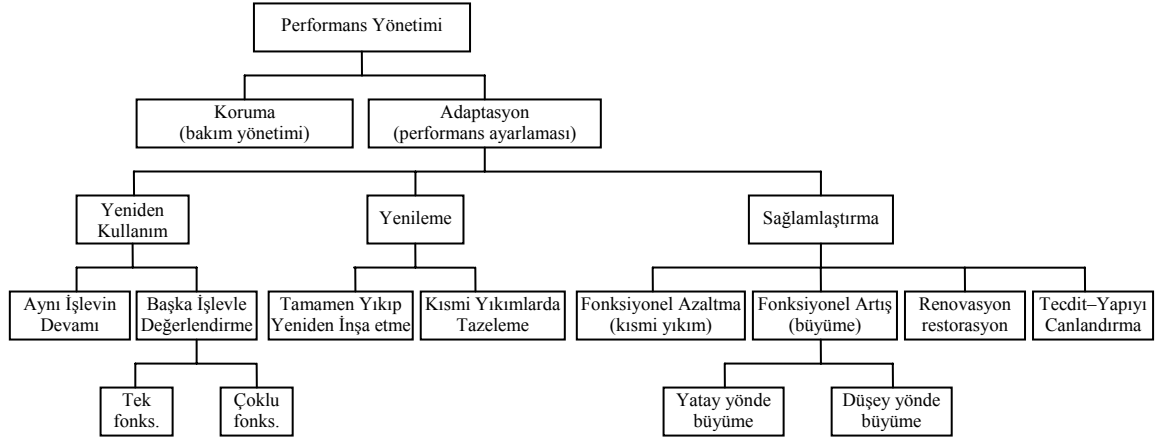 Performans Yönetimi
Koruma
(bakım yönetimi)
Adaptasyon
(performans ayarlaması)
Yeniden
Kullanım
Yenileme
Sağlamlaştırma
Aynı İşlevin
Devamı
Başka İşlevle
Değerlendirme
Tamamen Yıkıp
Yeniden İnşa etme
Kısmi Yıkımlarda
Tazeleme
Fonksiyonel Azaltma
(kısmi yıkım)
Fonksiyonel Artış
(büyüme)
Renovasyon
restorasyon
Tecdit–Yapıyı
Canlandırma
Tek
fonks.
Çoklu
fonks.
Yatay yönde
büyüme
Düşey yönde
büyüme